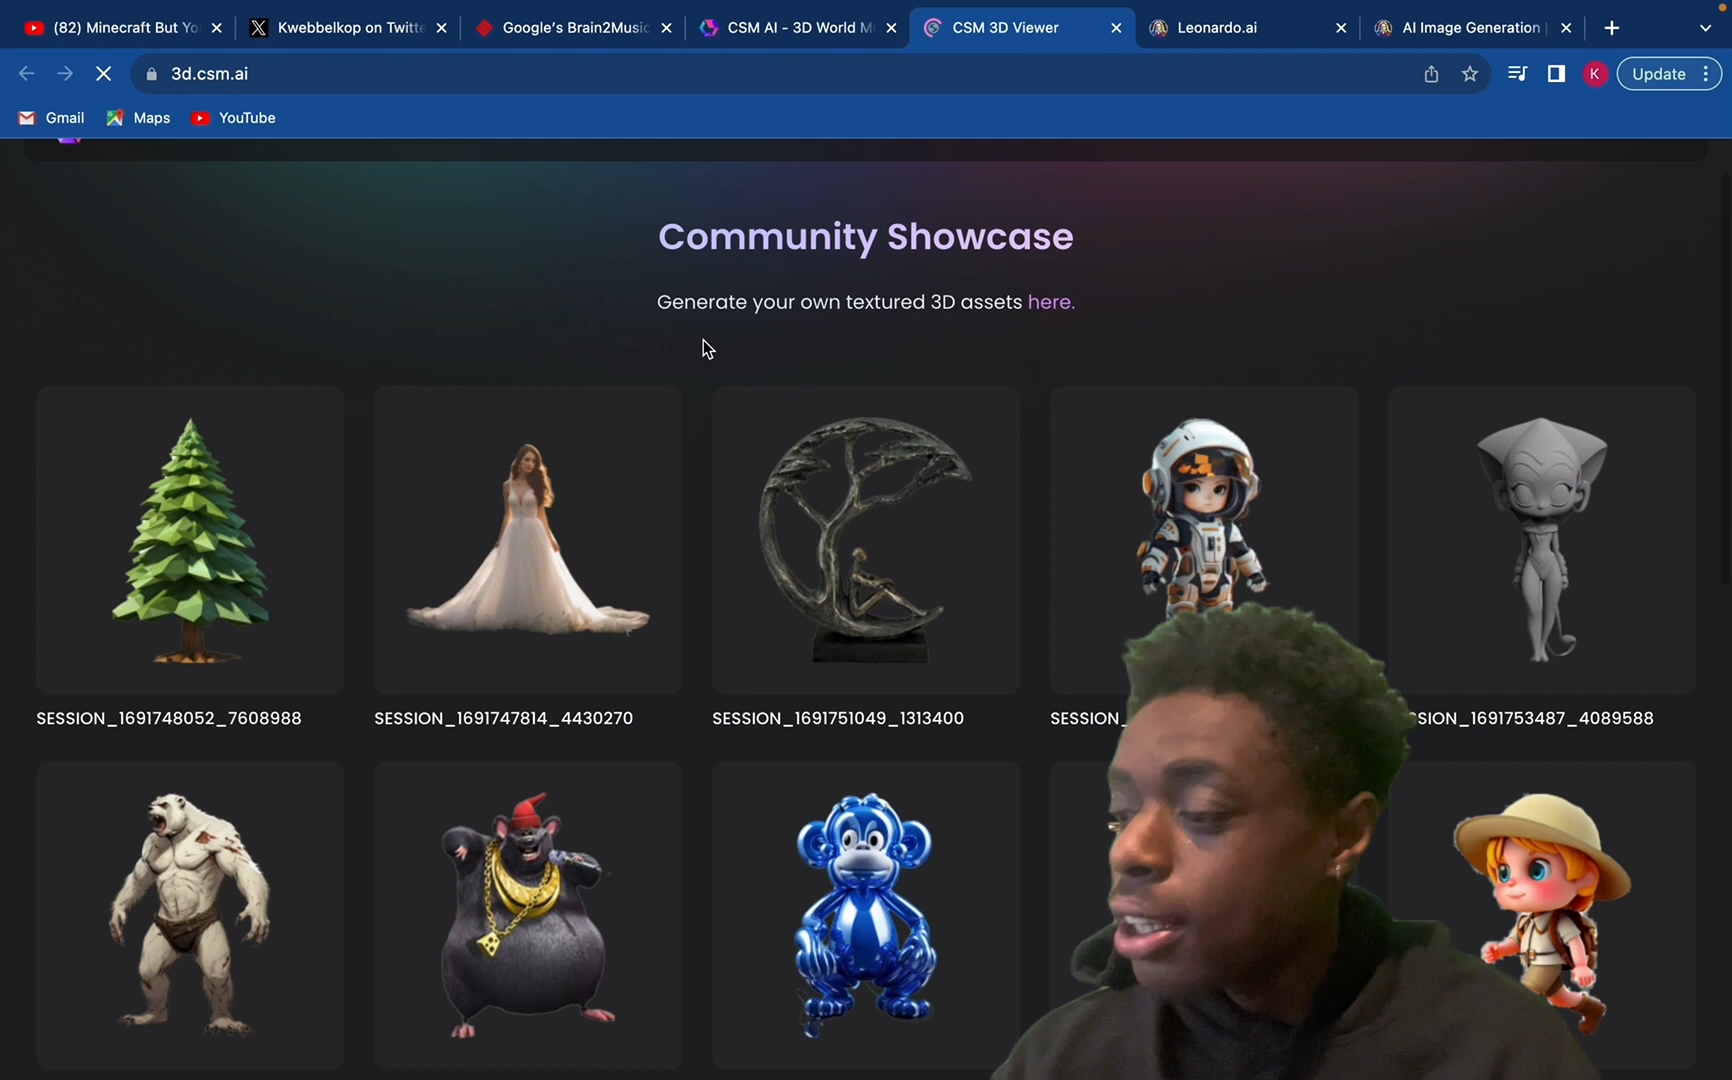 (82) Minecraft But Yo
Kwebbelkop on Twitte
Google's Brain2Music
CSM AI - 3D World M
CSM 3D Viewer
Leonardo.ai
AI Image Generation |
3d.csm.ai
K
Update
Gmail
Maps
YouTube
Community Showcase
Generate your own textured 3D assets here.
SESSION_1691748052_7608988
SESSION_1691747814_4430270
SESSION_1691751049_1313400
SESSION_
SION_1691753487_4089588